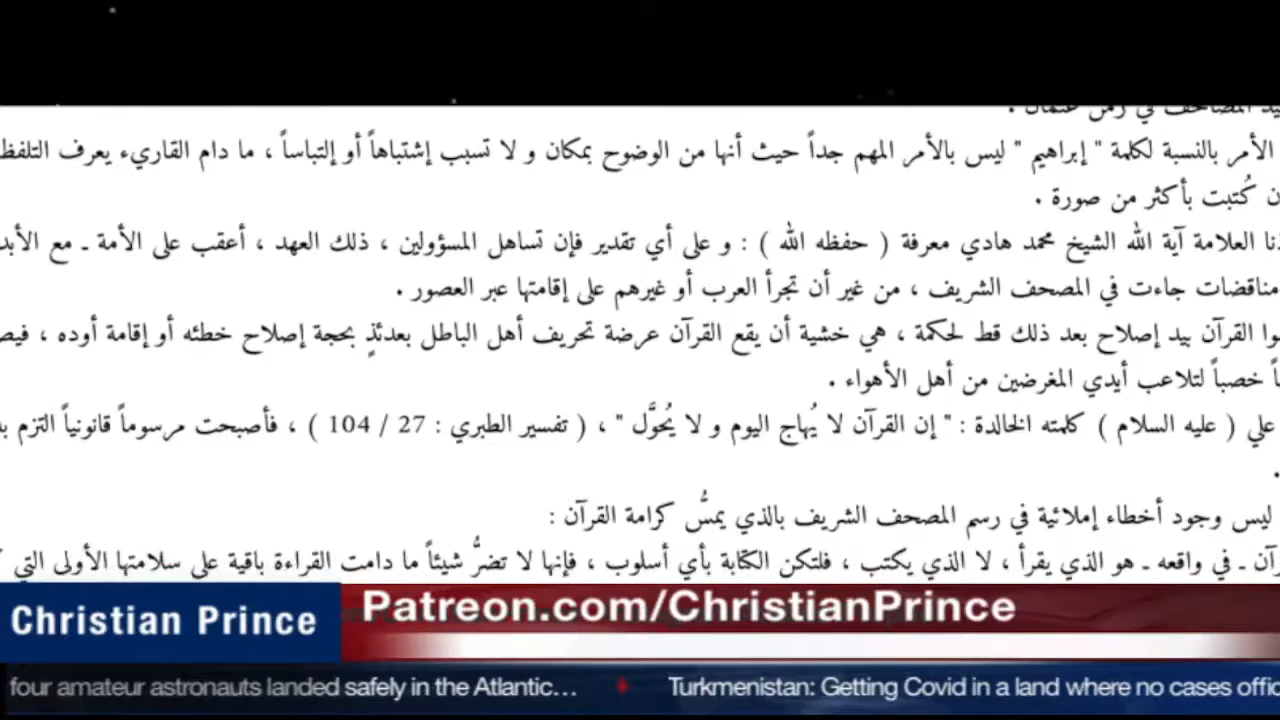 المصاحف في زمن عثمان .
الأمر بالنسبة لكلمة " إبراهيم " ليس بالأمر المهم جداً حيث أنها من الوضوح بمكان و لا تسبب إشتباهاً أو إلتباساً ، ما دام القاريء يعرف التلفظ
كُتبت بأكثر من صورة .
العلامة آية الله الشيخ محمد هادي معرفة ( حفظه الله ) : و على أي تقدير فإن تساهل المسؤولين ، ذلك العهد ، أعقب على الأمة ـ مع الأبد
مناقضات جاءت في المصحف الشريف ، من غير أن تجرأ العرب أو غيرهم على إقامتها عبر العصور .
القرآن بيد إصلاح بعد ذلك قط لحكمة ، هي خشية أن يقع القرآن عرضة تحريف أهل الباطل بعدئذٍ بحجة إصلاح خطئه أو إقامة أوده ،
خصباً لتلاعب أيدي المغرضين من أهل الأهواء .
علي ( عليه السلام ) كلمته الخالدة : " إن القرآن لا يُهاج اليوم و لا يُحوَّل " ، ( تفسير الطبري : 27 / 104 ) ، فأصبحت مرسوماً قانونياً التزم
.
ليس وجود أخطاء إملائية في رسم المصحف الشريف بالذي يمسُّ كرامة القرآن :
ـ في واقعه ـ هو الذي يقرأ ، لا الذي يكتب ، فلتكن الكتابة بأي أسلوب ، فإنها لا تضرُّ شيئاً ما دامت القراءة باقية على سلامتها الأولى التي
Christian Prince
Patreon.com/ChristianPrince
four amateur astronauts landed safely in the Atlantic...
Turkmenistan: Getting Covid in a land where no cases offic